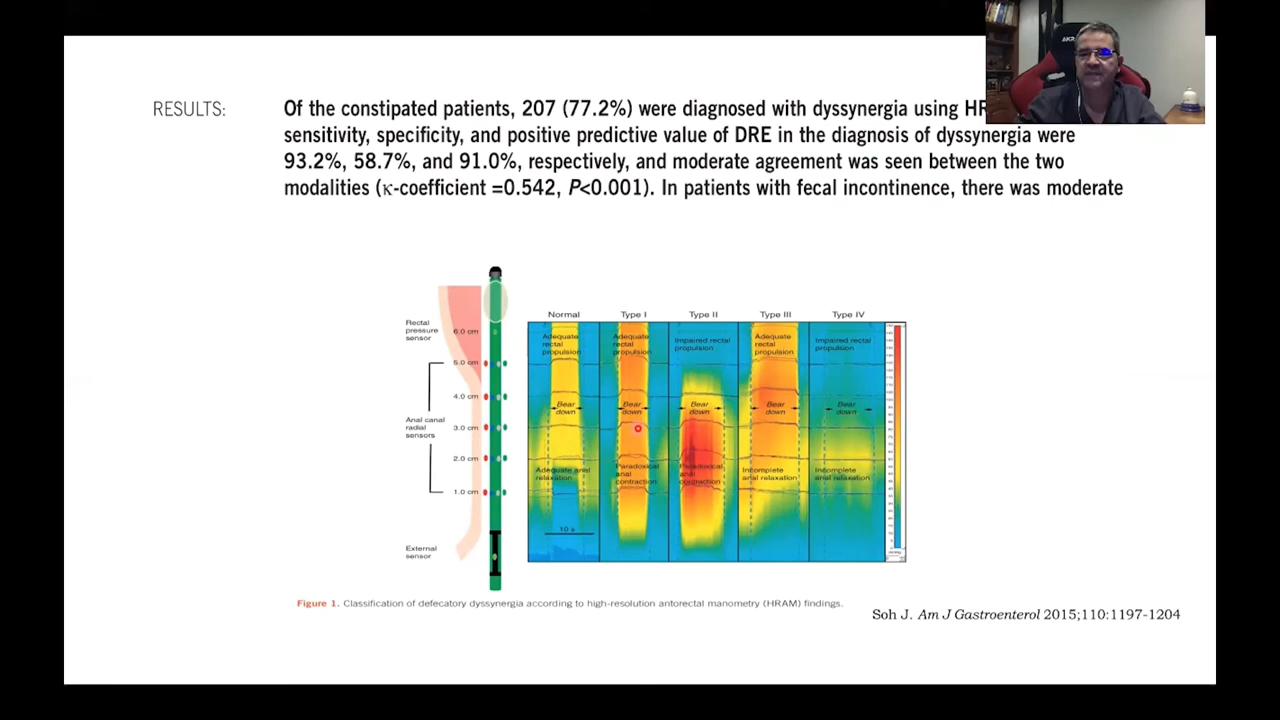 RESULTS:
Of the constipated patients, 207 (77.2%) were diagnosed with dyssynergia using
sensitivity, specificity, and positive predictive value of DRE in the diagnosis of dyssynergia were
93.2%, 58.7%, and 91.0%, respectively, and moderate agreement was seen between the two
modalities (κ-coefficient =0.542, P<0.001). In patients with fecal incontinence, there was moderate
Normal Type I Type II Type III Type IV
Rectal
pressure
sensor
6.0 cm
5.0 cm
4.0 cm
Anal canal
radial
sensors
3.0 cm
2.0 cm
1.0 cm
External
sensor
Adequate
rectal
propulsion
Bear
down
Adequate anal
relaxation
10 s
Adequate
rectal
propulsion
Bear
down
Paradoxical
anal
contraction
Impaired rectal
propulsion
Bear
down
Paradoxical
anal
contraction
Adequate
rectal
propulsion
Bear
down
Incomplete
anal relaxation
Impaired rectal
propulsion
Bear
down
Incomplete
anal relaxation
Figure 1. Classification of defecatory dyssynergia according to high-resolution antorectal manometry (HRAM) findings.
Soh J. Am J Gastroenterol 2015;110:1197-1204